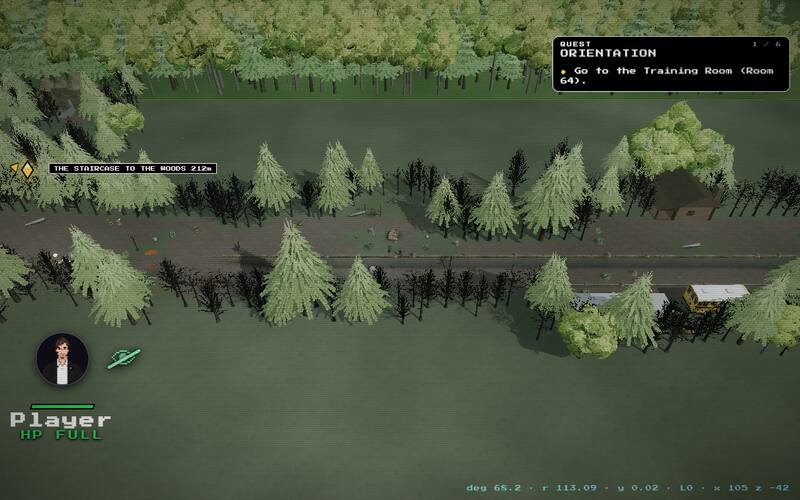 QUEST
1 / 6
ORIENTATION
Go to the Training Room (Room
64).
THE STAIRCASE TO THE WOODS 212m
Player
HP FULL
deg 68.2 · r 113.09 · y 0.02 · L0 · x 105 z -42